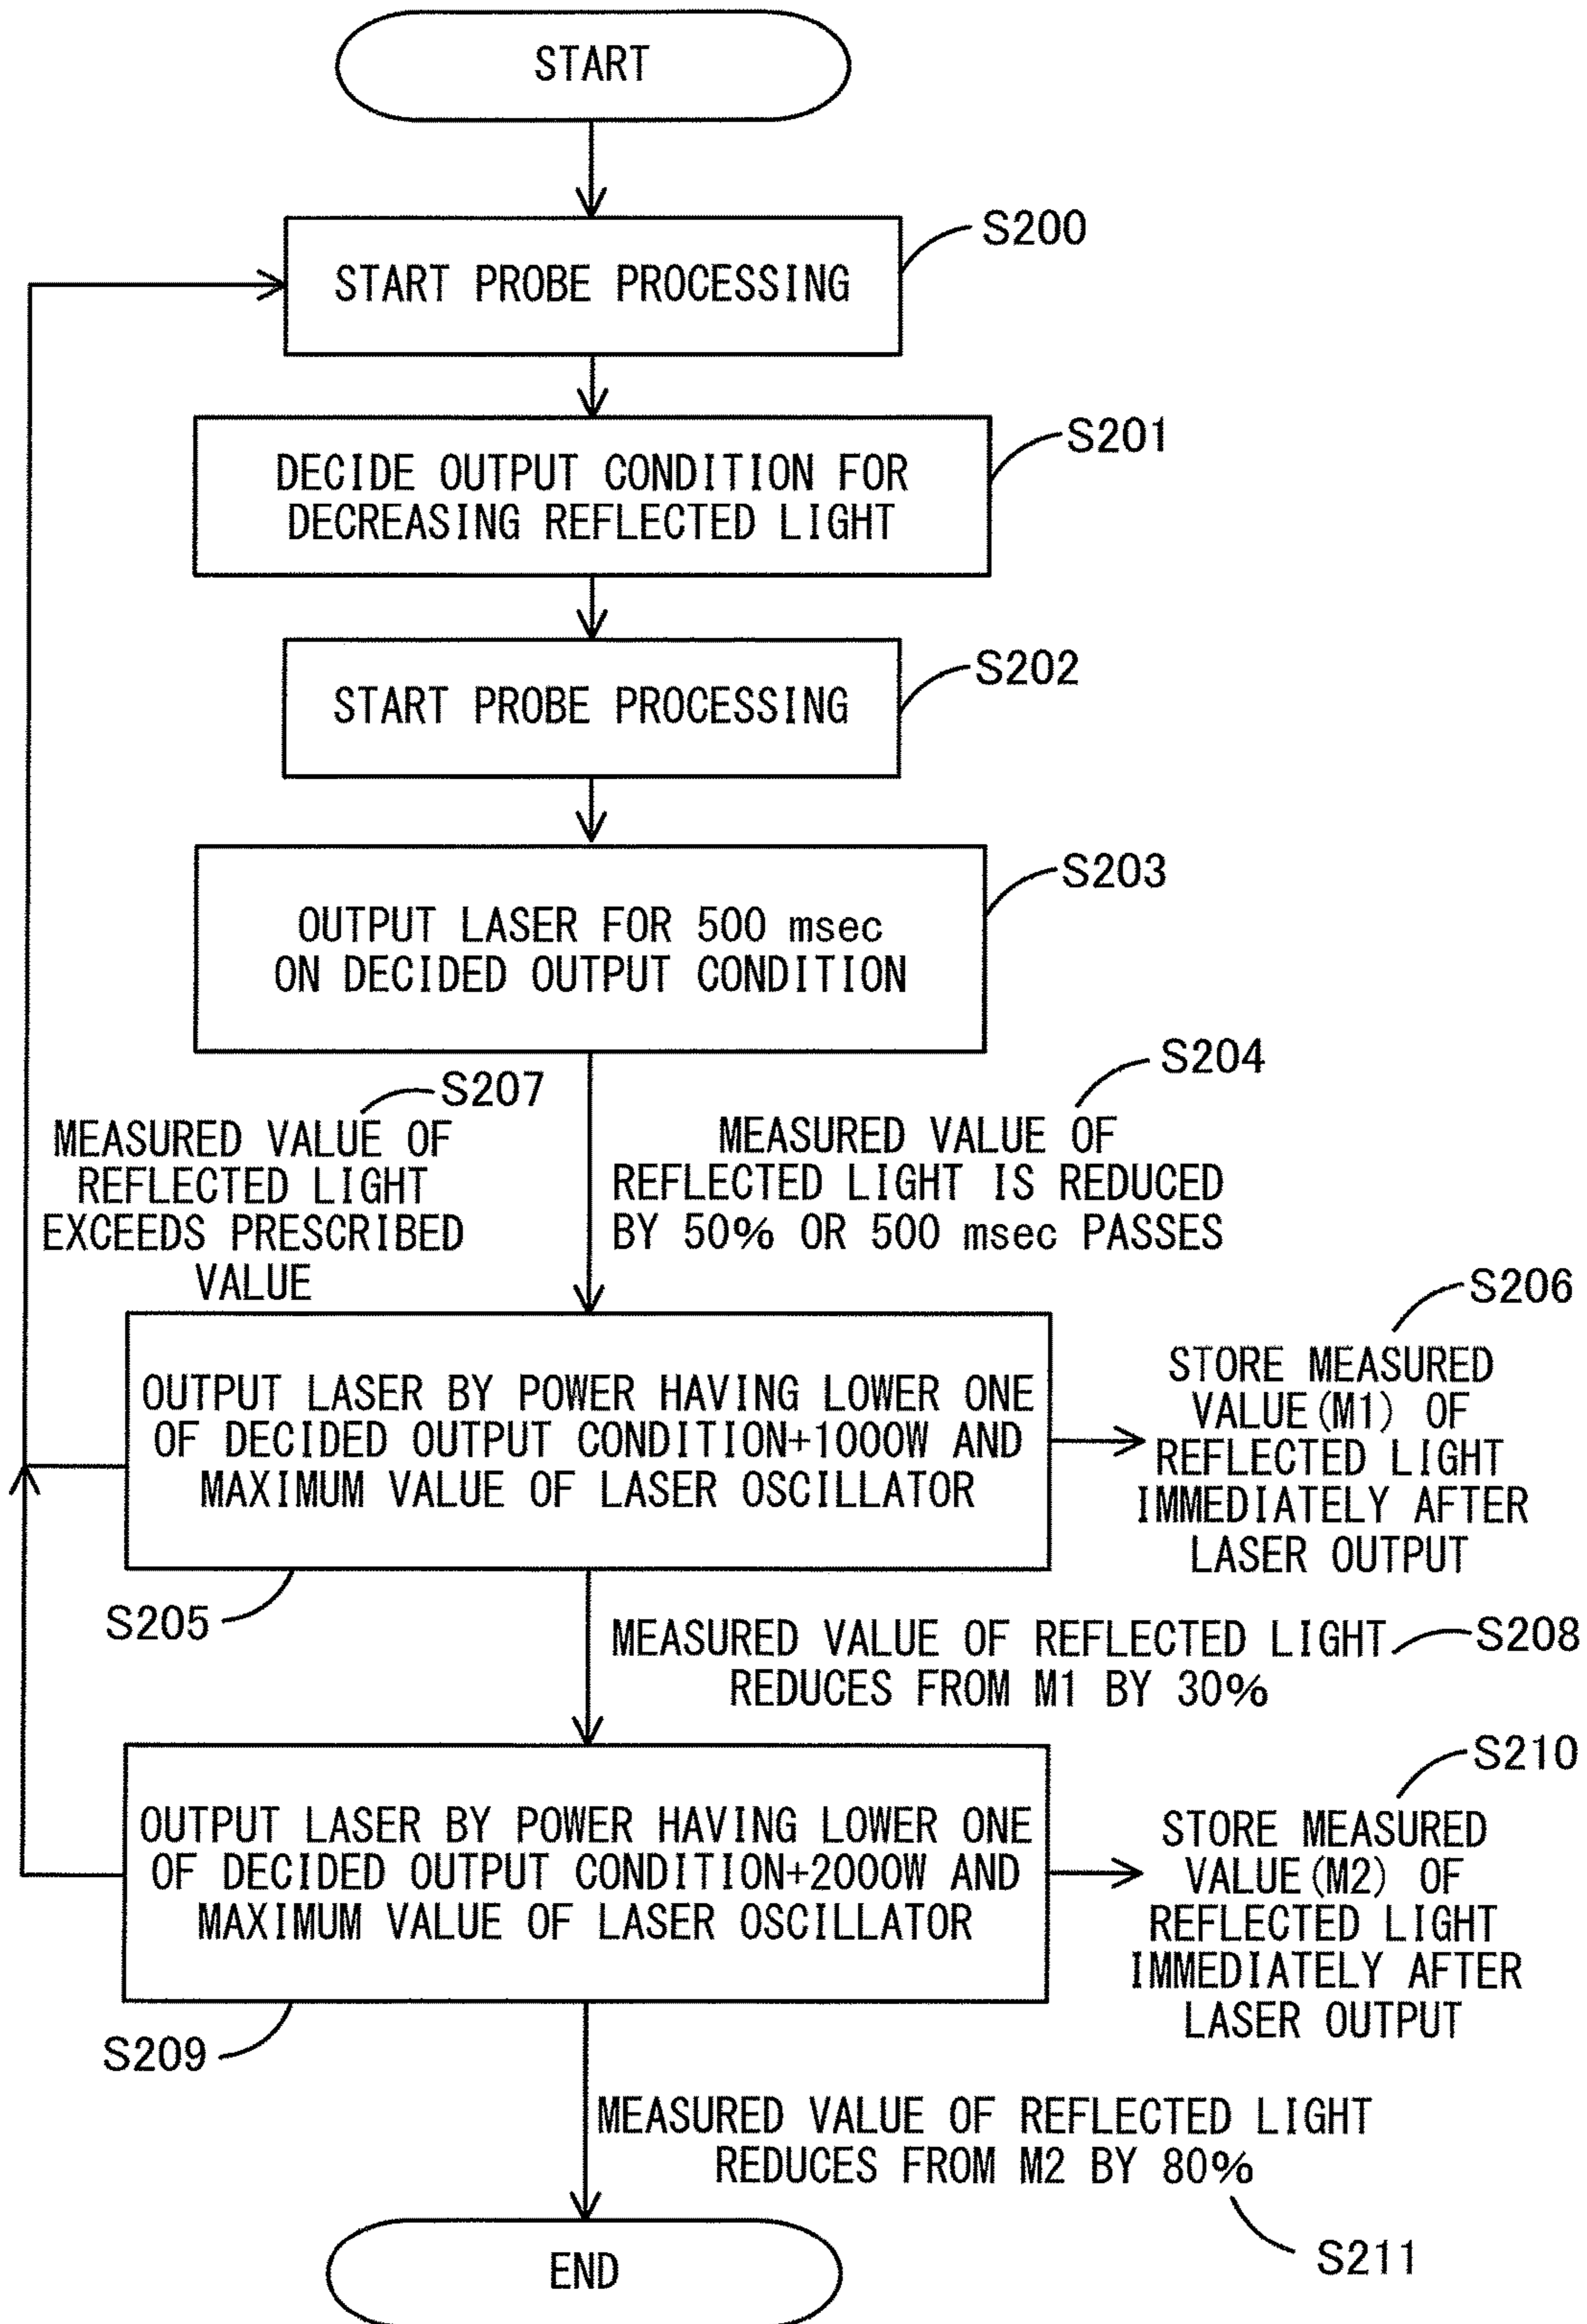 START
S200
START PROBE PROCESSING
S201
DECIDE OUTPUT CONDITION FOR
DECREASING REFLECTED LIGHT
S202
START PROBE PROCESSING
S203
OUTPUT LASER FOR 500 msec
ON DECIDED OUTPUT CONDITION
S207
MEASURED VALUE OF
REFLECTED LIGHT
EXCEEDS PRESCRIBED
VALUE
S204
MEASURED VALUE OF
REFLECTED LIGHT IS REDUCED
BY 50% OR 500 msec PASSES
OUTPUT LASER BY POWER HAVING LOWER ONE
OF DECIDED OUTPUT CONDITION+1000W AND
MAXIMUM VALUE OF LASER OSCILLATOR
S205
S206
STORE MEASURED
VALUE(M1) OF
REFLECTED LIGHT
IMMEDIATELY AFTER
LASER OUTPUT
MEASURED VALUE OF REFLECTED LIGHT
REDUCES FROM M1 BY 30%
S208
OUTPUT LASER BY POWER HAVING LOWER ONE
OF DECIDED OUTPUT CONDITION+2000W AND
MAXIMUM VALUE OF LASER OSCILLATOR
S209
S210
STORE MEASURED
VALUE(M2) OF
REFLECTED LIGHT
IMMEDIATELY AFTER
LASER OUTPUT
MEASURED VALUE OF REFLECTED LIGHT
REDUCES FROM M2 BY 80%
S211
END